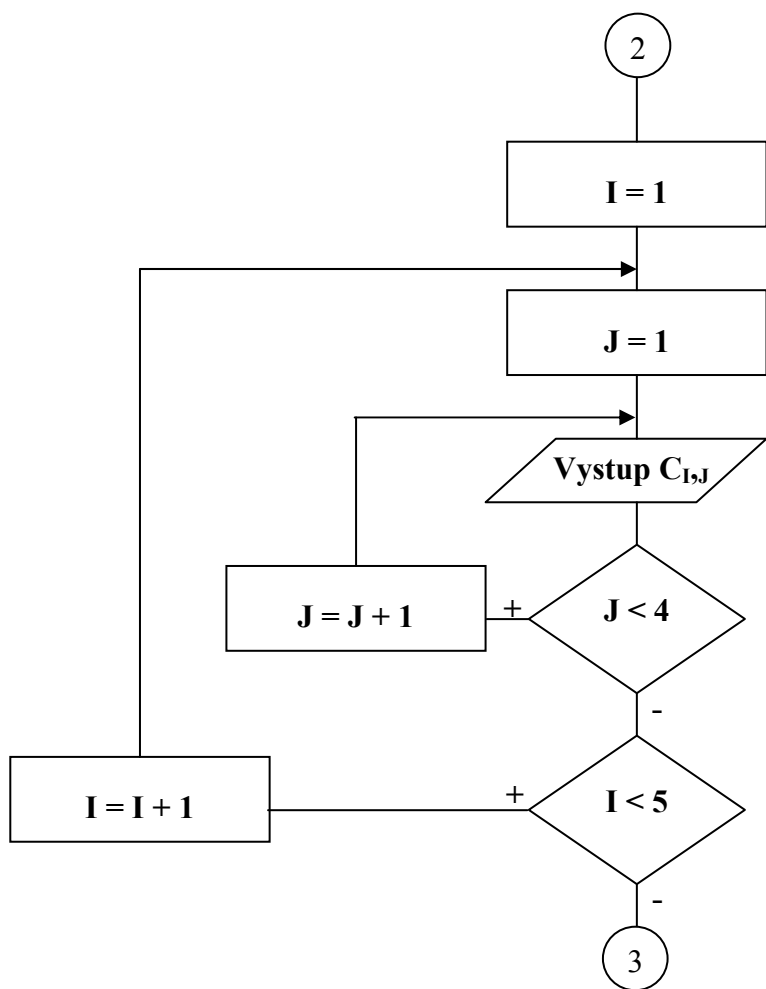 2
I = 1
J = 1
Vystup C_{I,J}
J = J + 1
+
J < 4
-
I = I + 1
+
I < 5
-
3